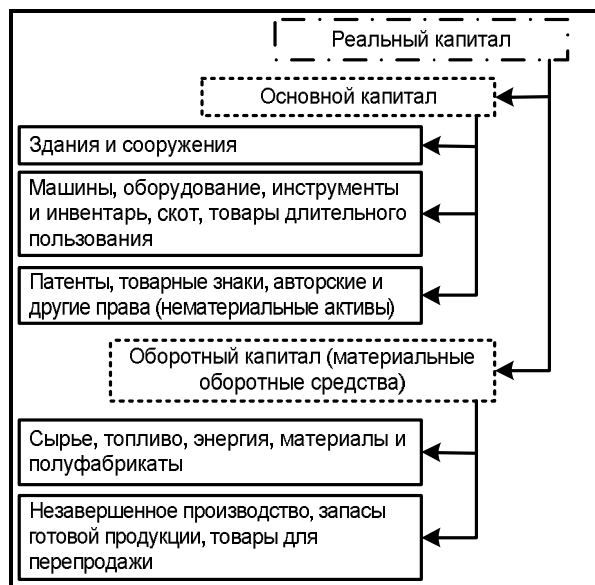 Реальный капитал
Основной капитал
Здания и сооружения
Машины, оборудование, инструменты
и инвентарь, скот, товары длительного
пользования
Патенты, товарные знаки, авторские и
другие права (нематериальные активы)
Оборотный капитал (материальные
оборотные средства)
Сырье, топливо, энергия, материалы и
полуфабрикаты
Незавершенное производство, запасы
готовой продукции, товары для
перепродажи